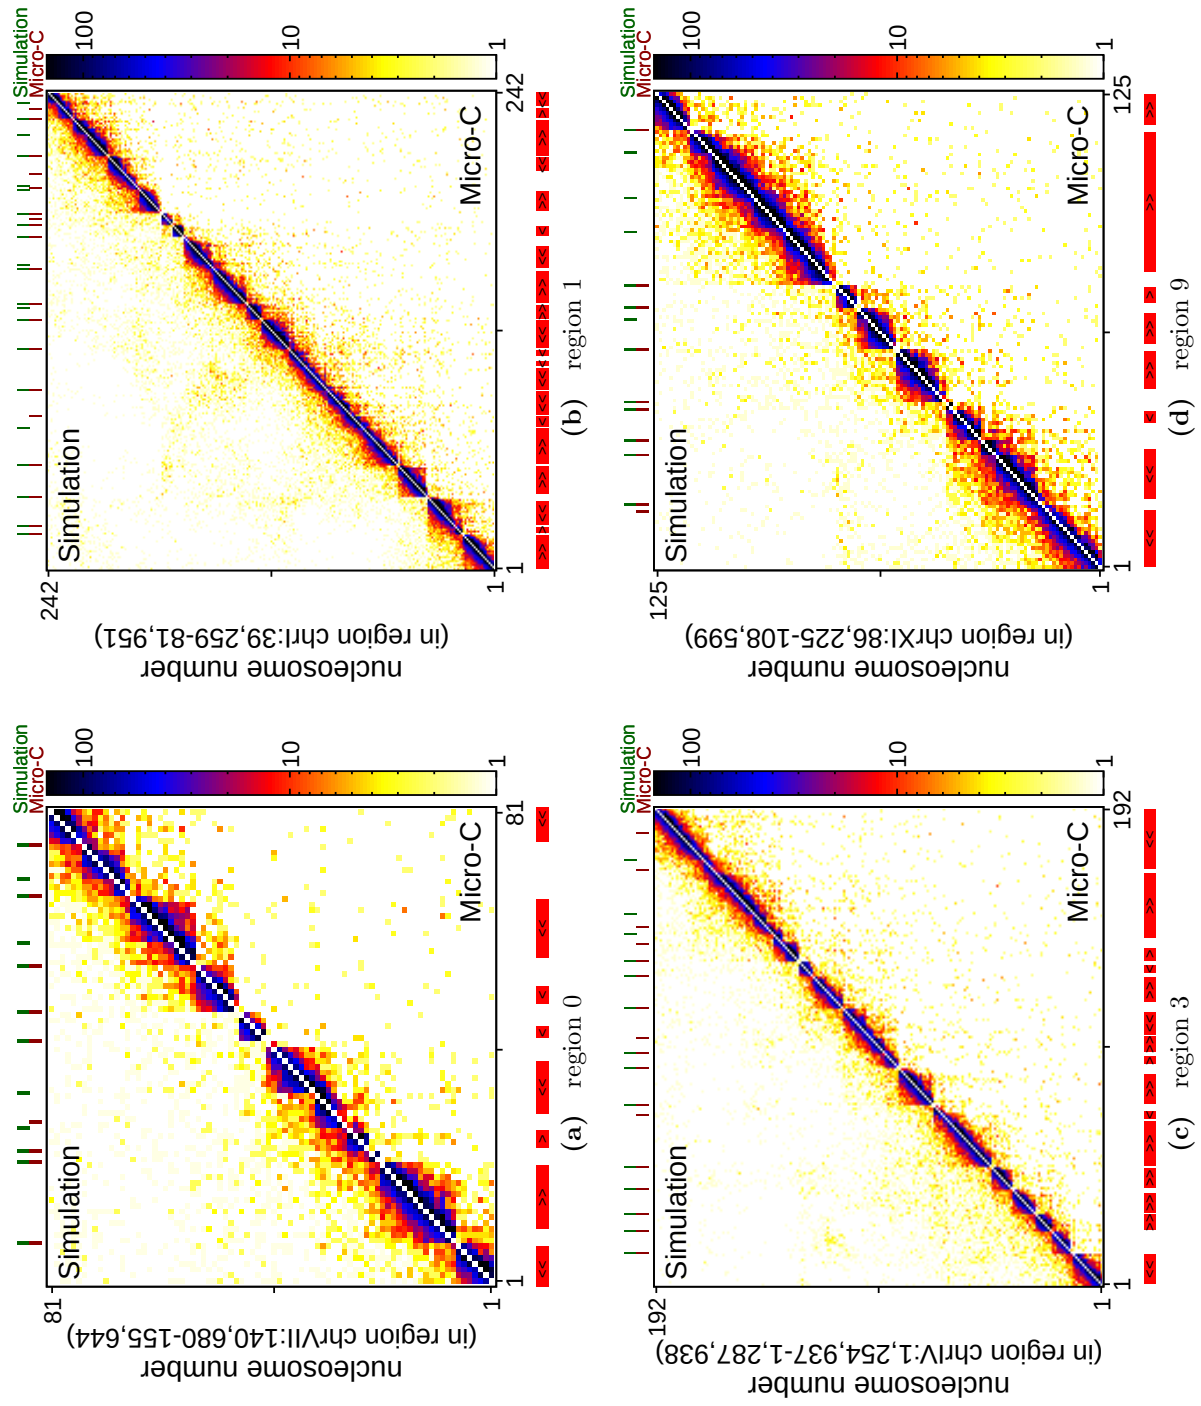 Simulation
Micro-C
100
10
1
242
Simulation
Micro-C
1
1
242
nucleosome number
(in region chrI:39,259-81,951)
(b) region 1
Simulation
Micro-C
100
10
1
125
Simulation
Micro-C
1
1
125
nucleosome number
(in region chrXI:86,225-108,599)
(d) region 9
Simulation
Micro-C
100
10
1
81
Simulation
Micro-C
1
1
81
nucleosome number
(in region chrVII:140,680-155,644)
(a) region 0
Simulation
Micro-C
100
10
1
192
Simulation
Micro-C
1
1
192
nucleosome number
(in region chrIV:1,254,937-1,287,938)
(c) region 3